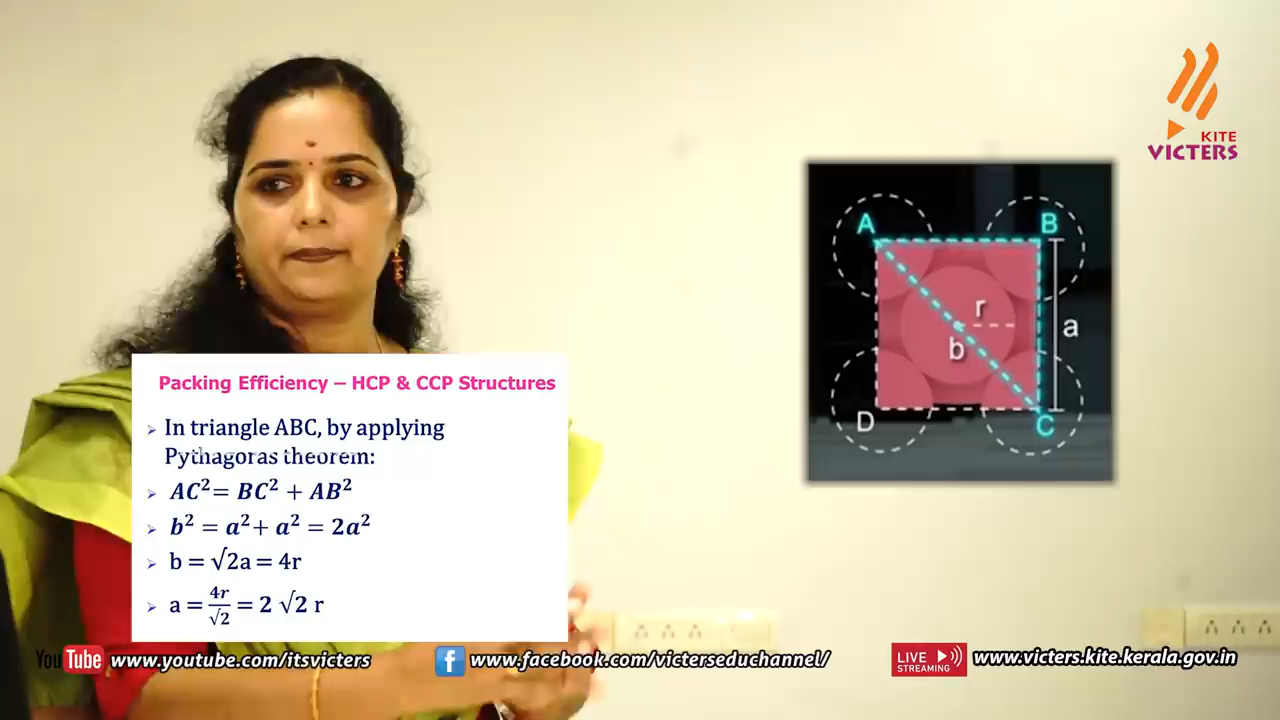 KITE
VICTERS
A
B
r
a
b
D
C
Packing Efficiency – HCP & CCP Structures
➢ In triangle ABC, by applying
Pythagoras theorem:
➢ AC²= BC² + AB²
➢ b² = a²+ a² = 2a²
➢ b = √2a = 4r
➢ a = 4r/√2 = 2 √2 r
YouTube www.youtube.com/itsvicters
f www.facebook.com/victerseduchannel/
LIVE STREAMING www.victers.kite.kerala.gov.in